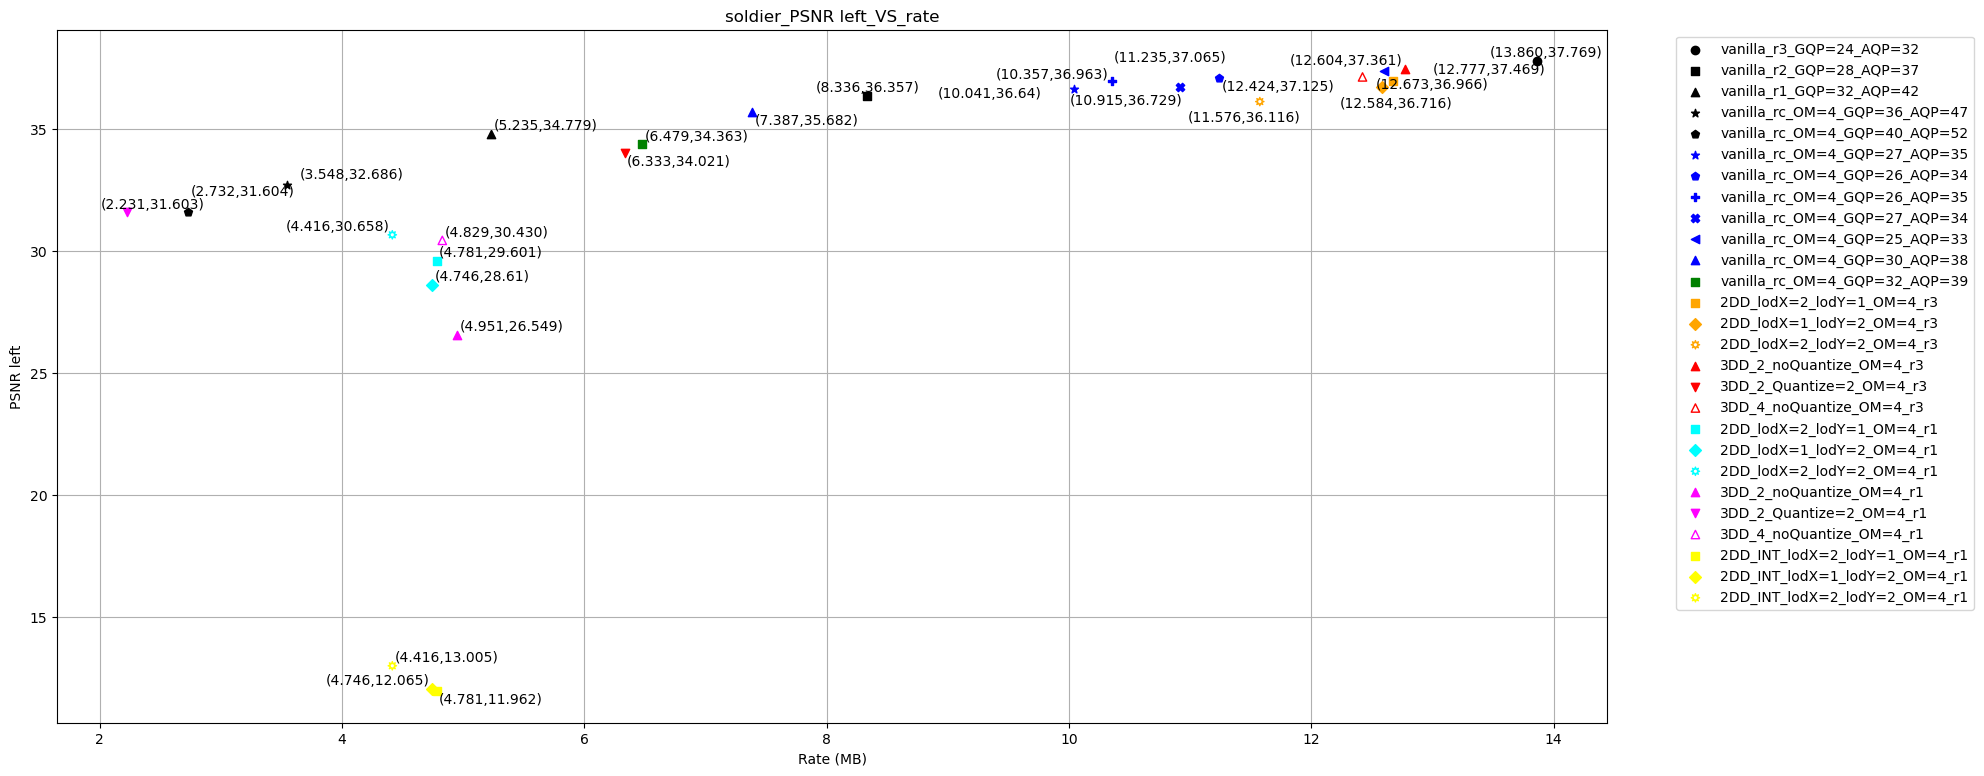 soldier_PSNR left_VS_rate
PSNR left
35
30
25
20
15
2
4
6
8
10
12
14
Rate (MB)
(13.860,37.769)
(12.604,37.361)
(11.235,37.065)
(12.777,37.469)
(10.357,36.963)
(12.424,37.125)
(12.673,36.966)
(8.336,36.357)
(10.041,36.64)
(10.915,36.729)
(12.584,36.716)
(11.576,36.116)
(7.387,35.682)
(5.235,34.779)
(6.479,34.363)
(6.333,34.021)
(3.548,32.686)
(2.732,31.604)
(2.231,31.603)
(4.416,30.658)
(4.829,30.430)
(4.781,29.601)
(4.746,28.61)
(4.951,26.549)
(4.416,13.005)
(4.746,12.065)
(4.781,11.962)
vanilla_r3_GQP=24_AQP=32
vanilla_r2_GQP=28_AQP=37
vanilla_r1_GQP=32_AQP=42
vanilla_rc_OM=4_GQP=36_AQP=47
vanilla_rc_OM=4_GQP=40_AQP=52
vanilla_rc_OM=4_GQP=27_AQP=35
vanilla_rc_OM=4_GQP=26_AQP=34
vanilla_rc_OM=4_GQP=26_AQP=35
vanilla_rc_OM=4_GQP=27_AQP=34
vanilla_rc_OM=4_GQP=25_AQP=33
vanilla_rc_OM=4_GQP=30_AQP=38
vanilla_rc_OM=4_GQP=32_AQP=39
2DD_lodX=2_lodY=1_OM=4_r3
2DD_lodX=1_lodY=2_OM=4_r3
2DD_lodX=2_lodY=2_OM=4_r3
3DD_2_noQuantize_OM=4_r3
3DD_2_Quantize=2_OM=4_r3
3DD_4_noQuantize_OM=4_r3
2DD_lodX=2_lodY=1_OM=4_r1
2DD_lodX=1_lodY=2_OM=4_r1
2DD_lodX=2_lodY=2_OM=4_r1
3DD_2_noQuantize_OM=4_r1
3DD_2_Quantize=2_OM=4_r1
3DD_4_noQuantize_OM=4_r1
2DD_INT_lodX=2_lodY=1_OM=4_r1
2DD_INT_lodX=1_lodY=2_OM=4_r1
2DD_INT_lodX=2_lodY=2_OM=4_r1